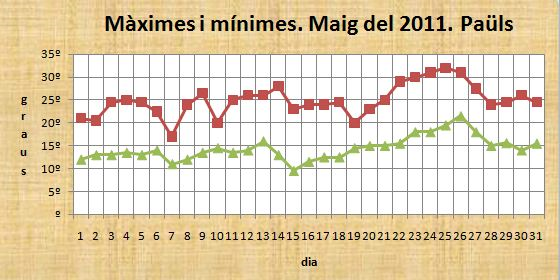 Màximes i mínimes. Maig del 2011. Paüls
35º
30º
25º
20º
15º
10º
5º
º
graus
1 2 3 4 5 6 7 8 9 10 11 12 13 14 15 16 17 18 19 20 21 22 23 24 25 26 27 28 29 30 31
dia